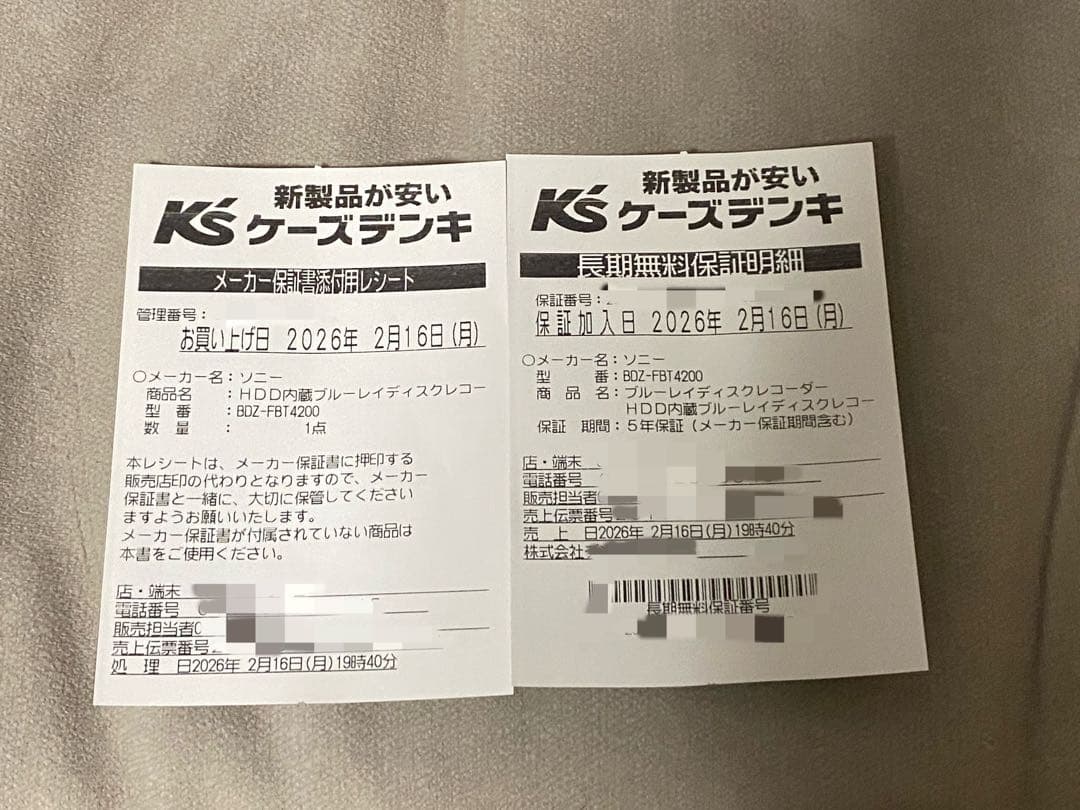 新製品が安い
K'S ケーズデンキ
メーカー保証書添付用レシート
管理番号:
お買い上げ日 2026年 2月16日(月)
○メーカー名:ソニー
商品名 :HDD内蔵ブルーレイディスクレコー
型 番 :BDZ-FBT4200
数 量 : 1点
本レシートは、メーカー保証書に押印する
販売店印の代わりとなりますので、メーカー
保証書と一緒に、大切に保管してください
ますようお願いいたします。
メーカー保証書が付属されていない商品は
本書をご使用ください。
店・端末
電話番号
販売担当者
売上伝票番号
処 理 日2026年 2月16日(月)19時40分
新製品が安い
K'S ケーズデンキ
長期無料保証明細
保証番号:
保証加入日 2026年 2月16日(月)
○メーカー名:ソニー
型 番:BDZ-FBT4200
商 品 名:ブルーレイディスクレコーダー
HDD内蔵ブルーレイディスクレコー
保証 期間:5年保証(メーカー保証期間含む)
店・端末
電話番号
販売担当者
売上伝票番号
売 上 日2026年 2月16日(月)19時40分
株式会社
長期無料保証番号